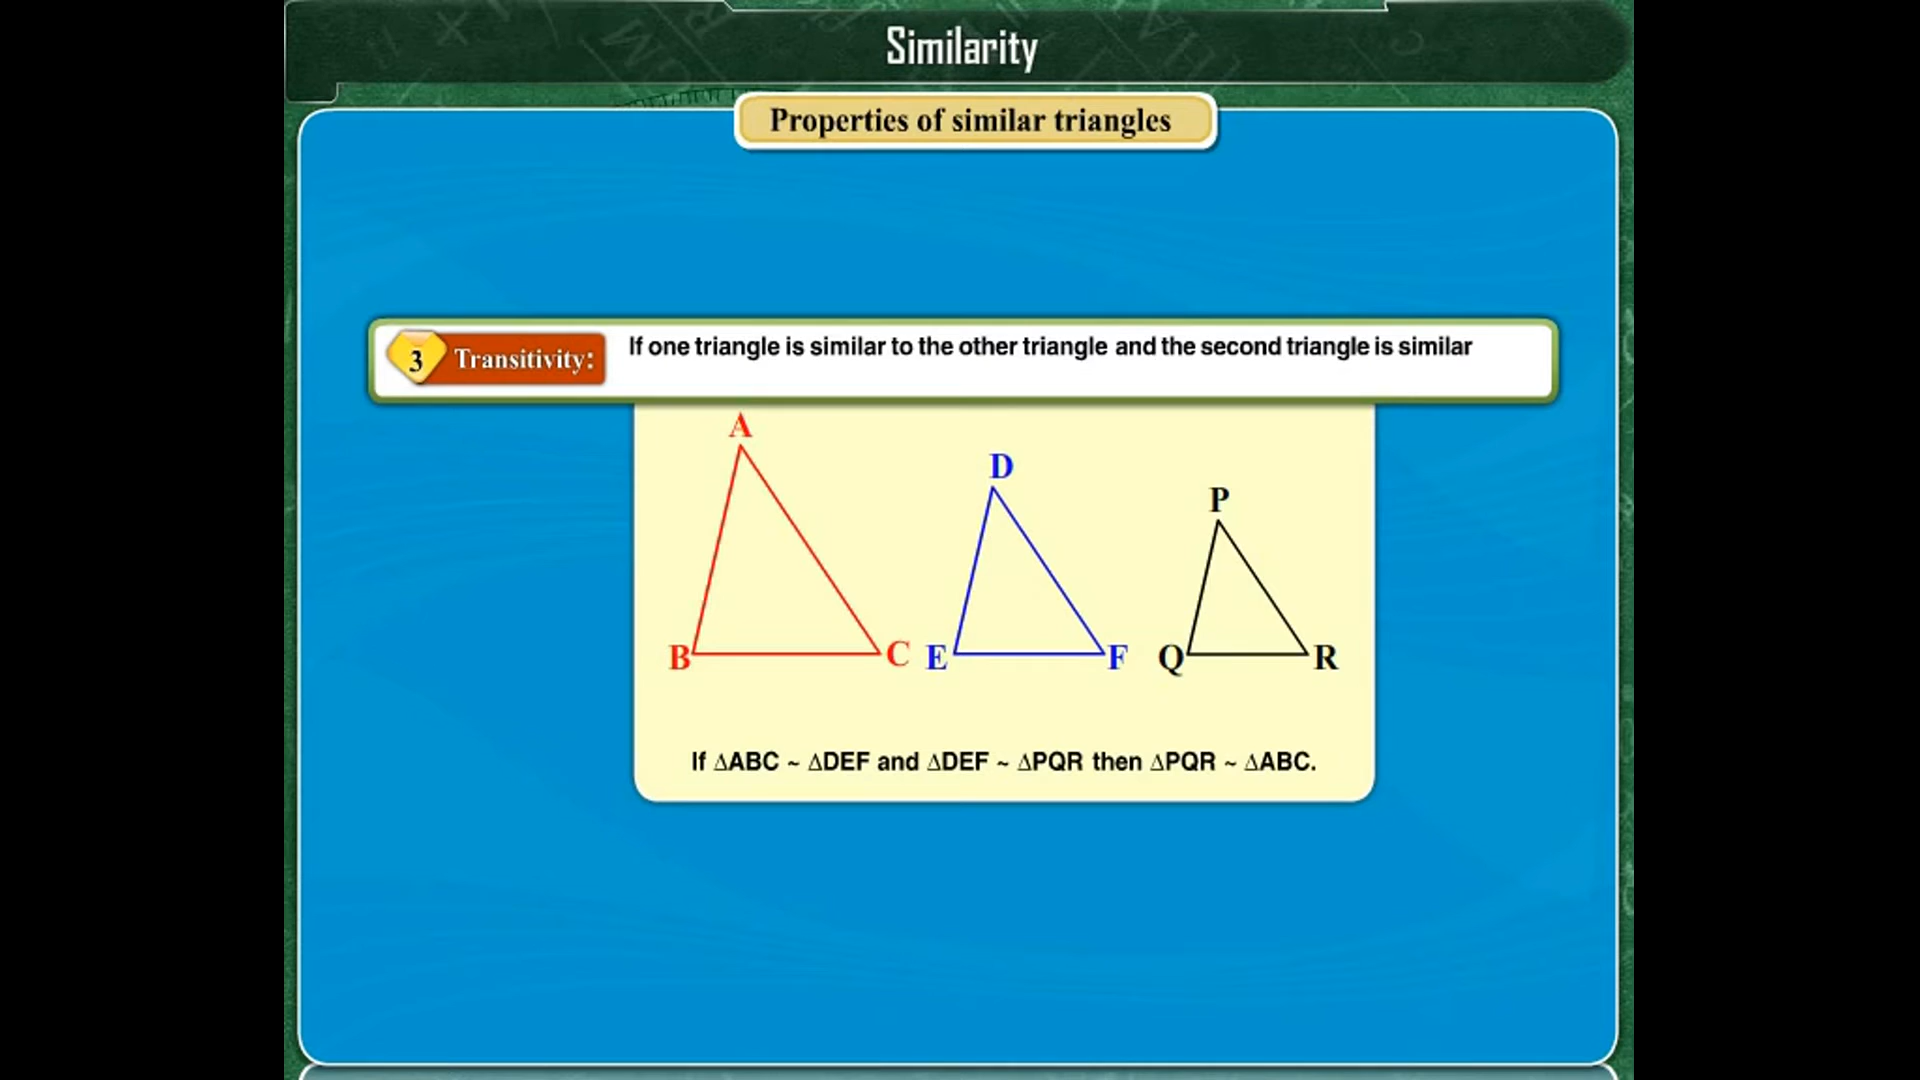 Similarity
Properties of similar triangles
3 Transitivity: If one triangle is similar to the other triangle and the second triangle is similar
A
D
P
B C E F Q R
If ΔABC ~ ΔDEF and ΔDEF ~ ΔPQR then ΔPQR ~ ΔABC.